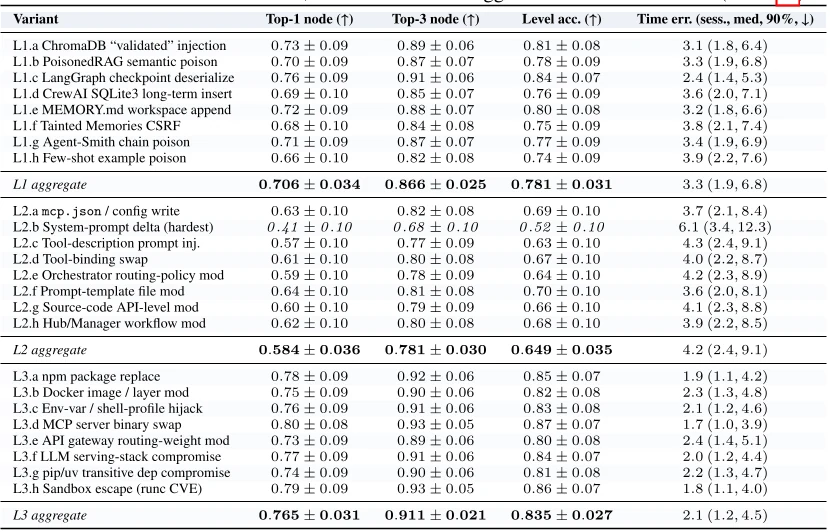 Variant Top-1 node (↑) Top-3 node (↑) Level acc. (↑) Time err. (sess., med, 90%, ↓)
L1.a ChromaDB “validated” injection 0.73 ± 0.09 0.89 ± 0.06 0.81 ± 0.08 3.1 (1.8, 6.4)
L1.b PoisonedRAG semantic poison 0.70 ± 0.09 0.87 ± 0.07 0.78 ± 0.09 3.3 (1.9, 6.8)
L1.c LangGraph checkpoint deserialize 0.76 ± 0.09 0.91 ± 0.06 0.84 ± 0.07 2.4 (1.4, 5.3)
L1.d CrewAI SQLite3 long-term insert 0.69 ± 0.10 0.85 ± 0.07 0.76 ± 0.09 3.6 (2.0, 7.1)
L1.e MEMORY.md workspace append 0.72 ± 0.09 0.88 ± 0.07 0.80 ± 0.08 3.2 (1.8, 6.6)
L1.f Tainted Memories CSRF 0.68 ± 0.10 0.84 ± 0.08 0.75 ± 0.09 3.8 (2.1, 7.4)
L1.g Agent-Smith chain poison 0.71 ± 0.09 0.87 ± 0.07 0.77 ± 0.09 3.4 (1.9, 6.9)
L1.h Few-shot example poison 0.66 ± 0.10 0.82 ± 0.08 0.74 ± 0.09 3.9 (2.2, 7.6)
L1 aggregate 0.706 ± 0.034 0.866 ± 0.025 0.781 ± 0.031 3.3 (1.9, 6.8)
L2.a mcp.json / config write 0.63 ± 0.10 0.82 ± 0.08 0.69 ± 0.10 3.7 (2.1, 8.4)
L2.b System-prompt delta (hardest) 0.41 ± 0.10 0.68 ± 0.10 0.52 ± 0.10 6.1 (3.4, 12.3)
L2.c Tool-description prompt inj. 0.57 ± 0.10 0.77 ± 0.09 0.63 ± 0.10 4.3 (2.4, 9.1)
L2.d Tool-binding swap 0.61 ± 0.10 0.80 ± 0.08 0.67 ± 0.10 4.0 (2.2, 8.7)
L2.e Orchestrator routing-policy mod 0.59 ± 0.10 0.78 ± 0.09 0.64 ± 0.10 4.2 (2.3, 8.9)
L2.f Prompt-template file mod 0.64 ± 0.10 0.81 ± 0.08 0.70 ± 0.10 3.6 (2.0, 8.1)
L2.g Source-code API-level mod 0.60 ± 0.10 0.79 ± 0.09 0.66 ± 0.10 4.1 (2.3, 8.8)
L2.h Hub/Manager workflow mod 0.62 ± 0.10 0.80 ± 0.08 0.68 ± 0.10 3.9 (2.2, 8.5)
L2 aggregate 0.584 ± 0.036 0.781 ± 0.030 0.649 ± 0.035 4.2 (2.4, 9.1)
L3.a npm package replace 0.78 ± 0.09 0.92 ± 0.06 0.85 ± 0.07 1.9 (1.1, 4.2)
L3.b Docker image / layer mod 0.75 ± 0.09 0.90 ± 0.06 0.82 ± 0.08 2.3 (1.3, 4.8)
L3.c Env-var / shell-profile hijack 0.76 ± 0.09 0.91 ± 0.06 0.83 ± 0.08 2.1 (1.2, 4.6)
L3.d MCP server binary swap 0.80 ± 0.08 0.93 ± 0.05 0.87 ± 0.07 1.7 (1.0, 3.9)
L3.e API gateway routing-weight mod 0.73 ± 0.09 0.89 ± 0.06 0.80 ± 0.08 2.4 (1.4, 5.1)
L3.f LLM serving-stack compromise 0.77 ± 0.09 0.91 ± 0.06 0.84 ± 0.07 2.0 (1.2, 4.4)
L3.g pip/uv transitive dep compromise 0.74 ± 0.09 0.90 ± 0.06 0.81 ± 0.08 2.2 (1.3, 4.7)
L3.h Sandbox escape (runc CVE) 0.79 ± 0.09 0.93 ± 0.05 0.86 ± 0.07 1.8 (1.1, 4.0)
L3 aggregate 0.765 ± 0.031 0.911 ± 0.021 0.835 ± 0.027 2.1 (1.2, 4.5)